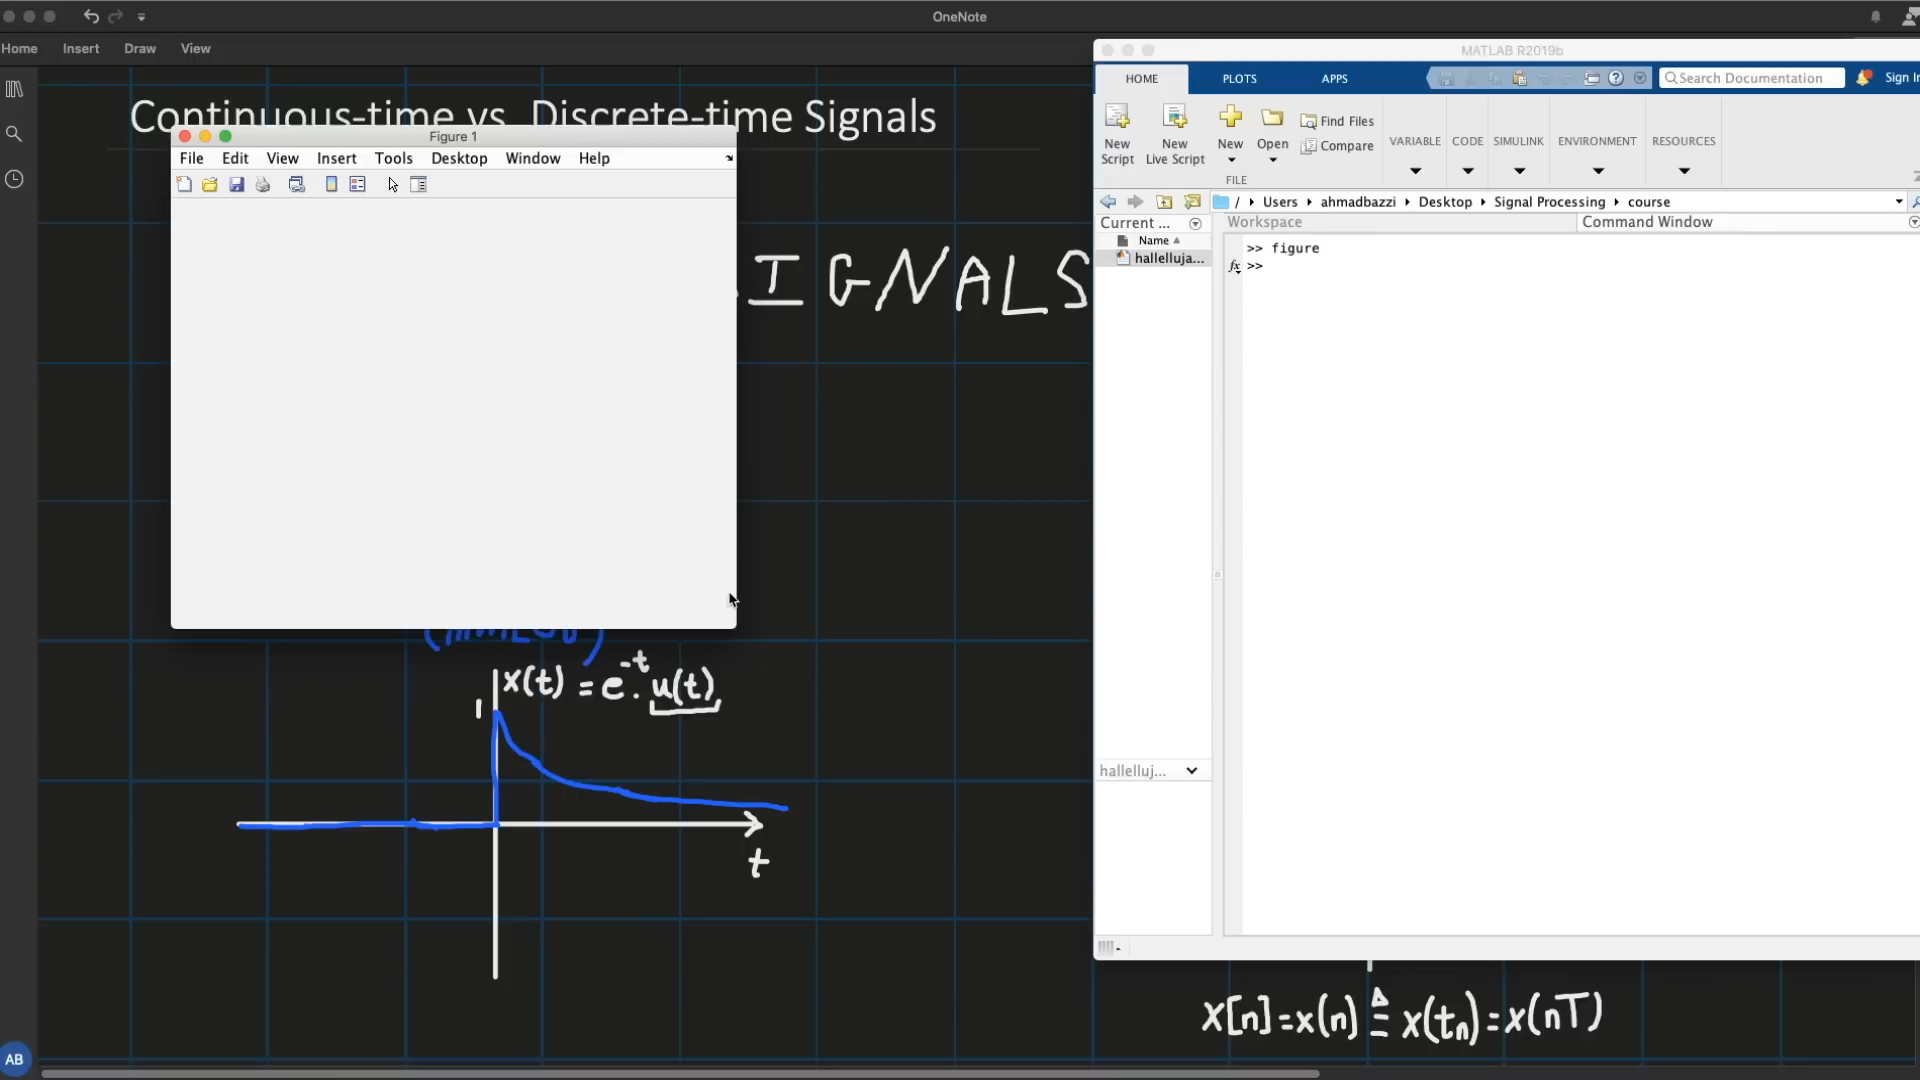 OneNote
Home Insert Draw View
Continuous-time vs. Discrete-time Signals
Figure 1
File Edit View Insert Tools Desktop Window Help
IGNALS
x(t) = e^-t . u(t)
1
t
AB
MATLAB R2019b
HOME PLOTS APPS
Search Documentation
Sign In
New Script
New Live Script
New
Open
Find Files
Compare
FILE
VARIABLE CODE SIMULINK ENVIRONMENT RESOURCES
/ Users ahmadbazzi Desktop Signal Processing course
Current ...
Name
hallelluja...
Workspace
Command Window
>> figure
fx >>
hallelluj...
x[n]=x(n) ≜ x(tn)=x(nT)